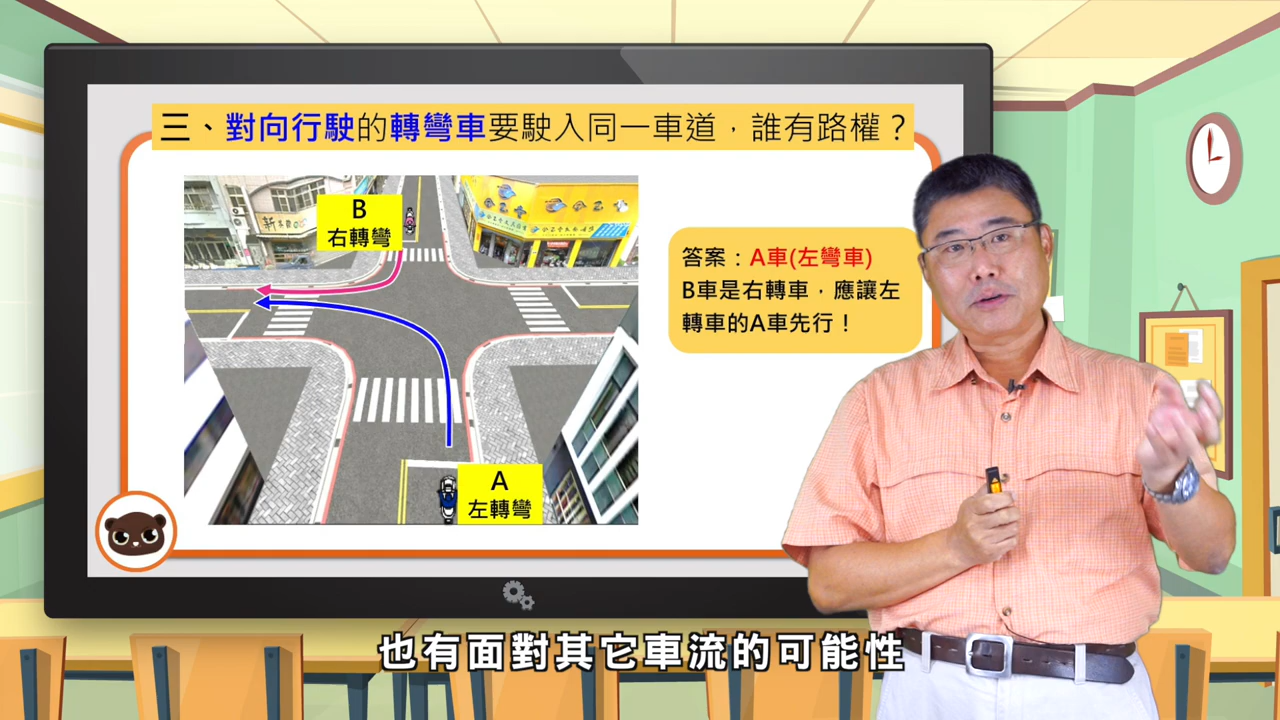 三、對向行駛的轉彎車要駛入同一車道，誰有路權？
B
右轉彎
答案：A車(左彎車)
B車是右轉車，應讓左
轉車的A車先行！
A
左轉彎
也有面對其它車流的可能性